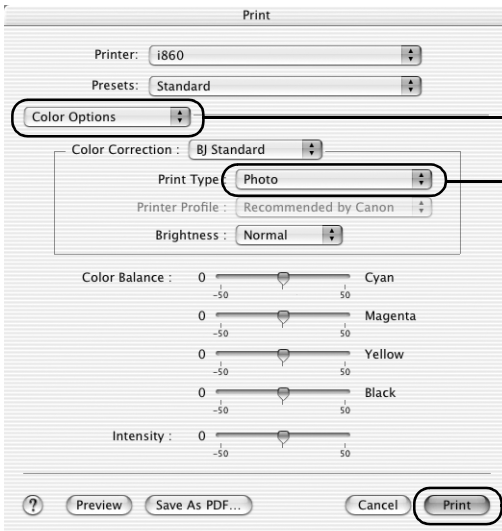 Print
Printer: i860
Presets: Standard
Color Options
Color Correction : BJ Standard
Print Type: Photo
Printer Profile : Recommended by Canon
Brightness : Normal
Color Balance : 0 Cyan
-50 50
0 Magenta
-50 50
0 Yellow
-50 50
0 Black
-50 50
Intensity : 0
-50 50
? Preview Save As PDF... Cancel Print